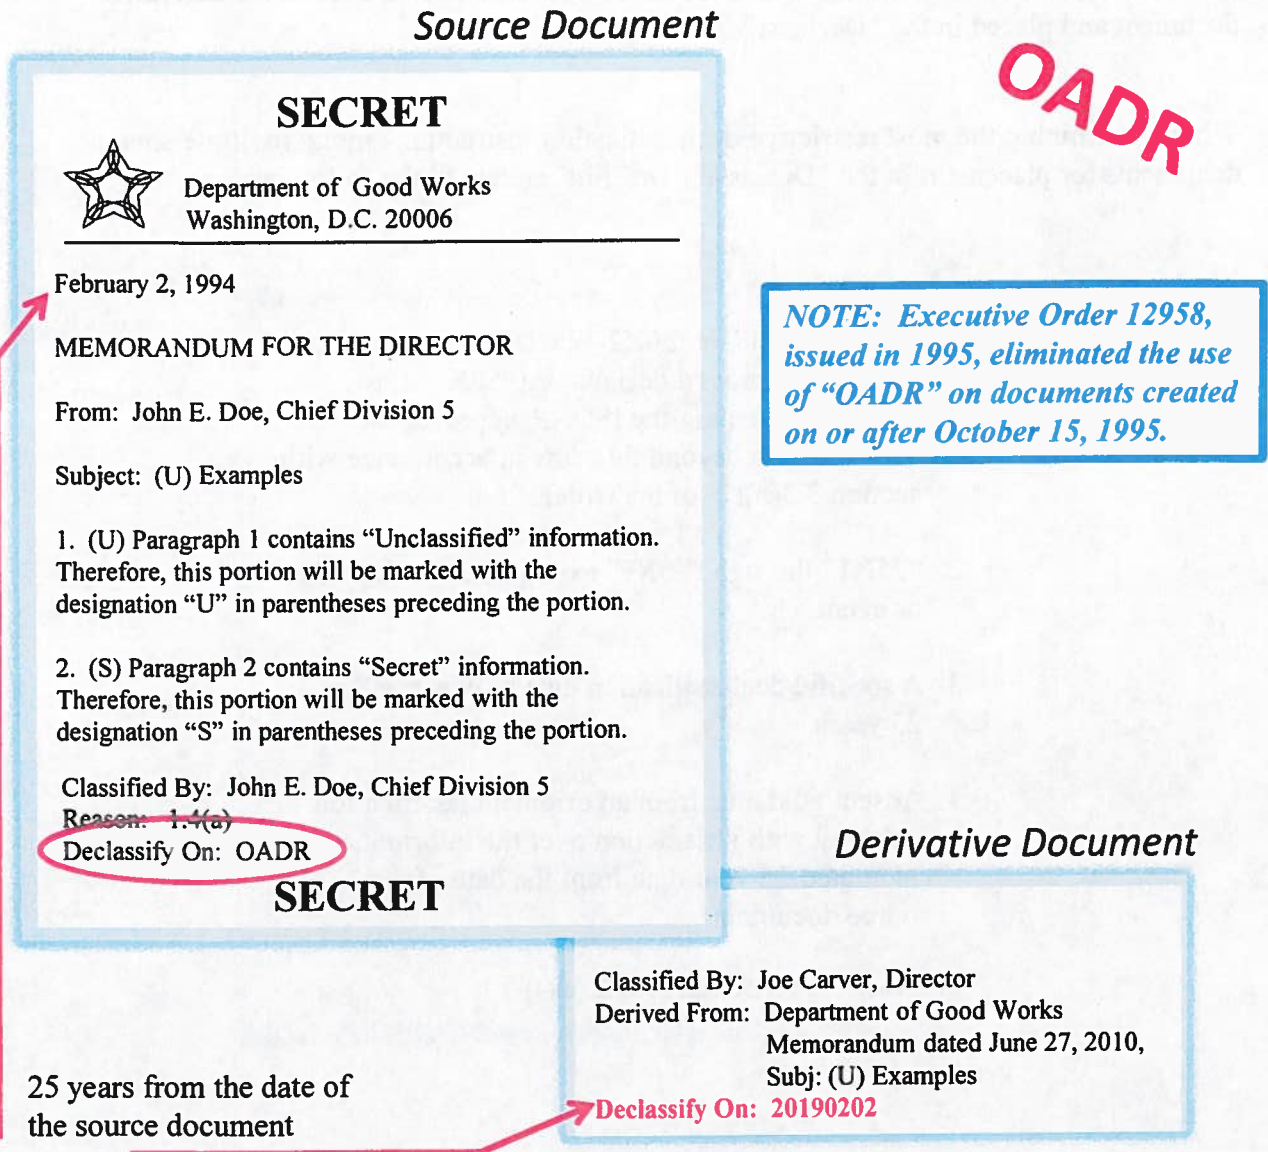 Source Document
OADR
SECRET
Department of Good Works
Washington, D.C. 20006
February 2, 1994
MEMORANDUM FOR THE DIRECTOR
From: John E. Doe, Chief Division 5
Subject: (U) Examples
1. (U) Paragraph 1 contains “Unclassified” information.
Therefore, this portion will be marked with the
designation “U” in parentheses preceding the portion.
2. (S) Paragraph 2 contains “Secret” information.
Therefore, this portion will be marked with the
designation “S” in parentheses preceding the portion.
Classified By: John E. Doe, Chief Division 5
Reason: 1.4(a)
Declassify On: OADR
SECRET
NOTE: Executive Order 12958,
issued in 1995, eliminated the use
of “OADR” on documents created
on or after October 15, 1995.
Derivative Document
Classified By: Joe Carver, Director
Derived From: Department of Good Works
Memorandum dated June 27, 2010,
Subj: (U) Examples
Declassify On: 20190202
25 years from the date of
the source document